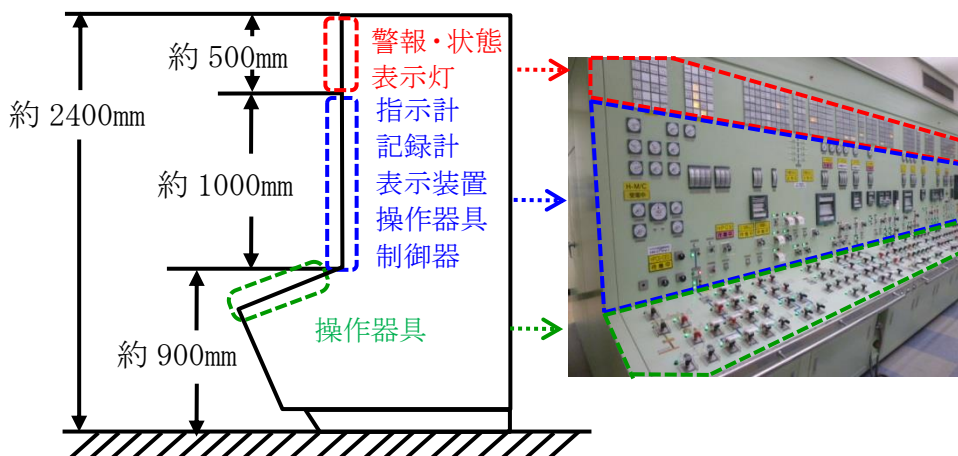 約 500mm
約 2400mm
約 1000mm
約 900mm
警報・状態
表示灯
指示計
記録計
表示装置
操作器具
制御器
操作器具
H-M/C